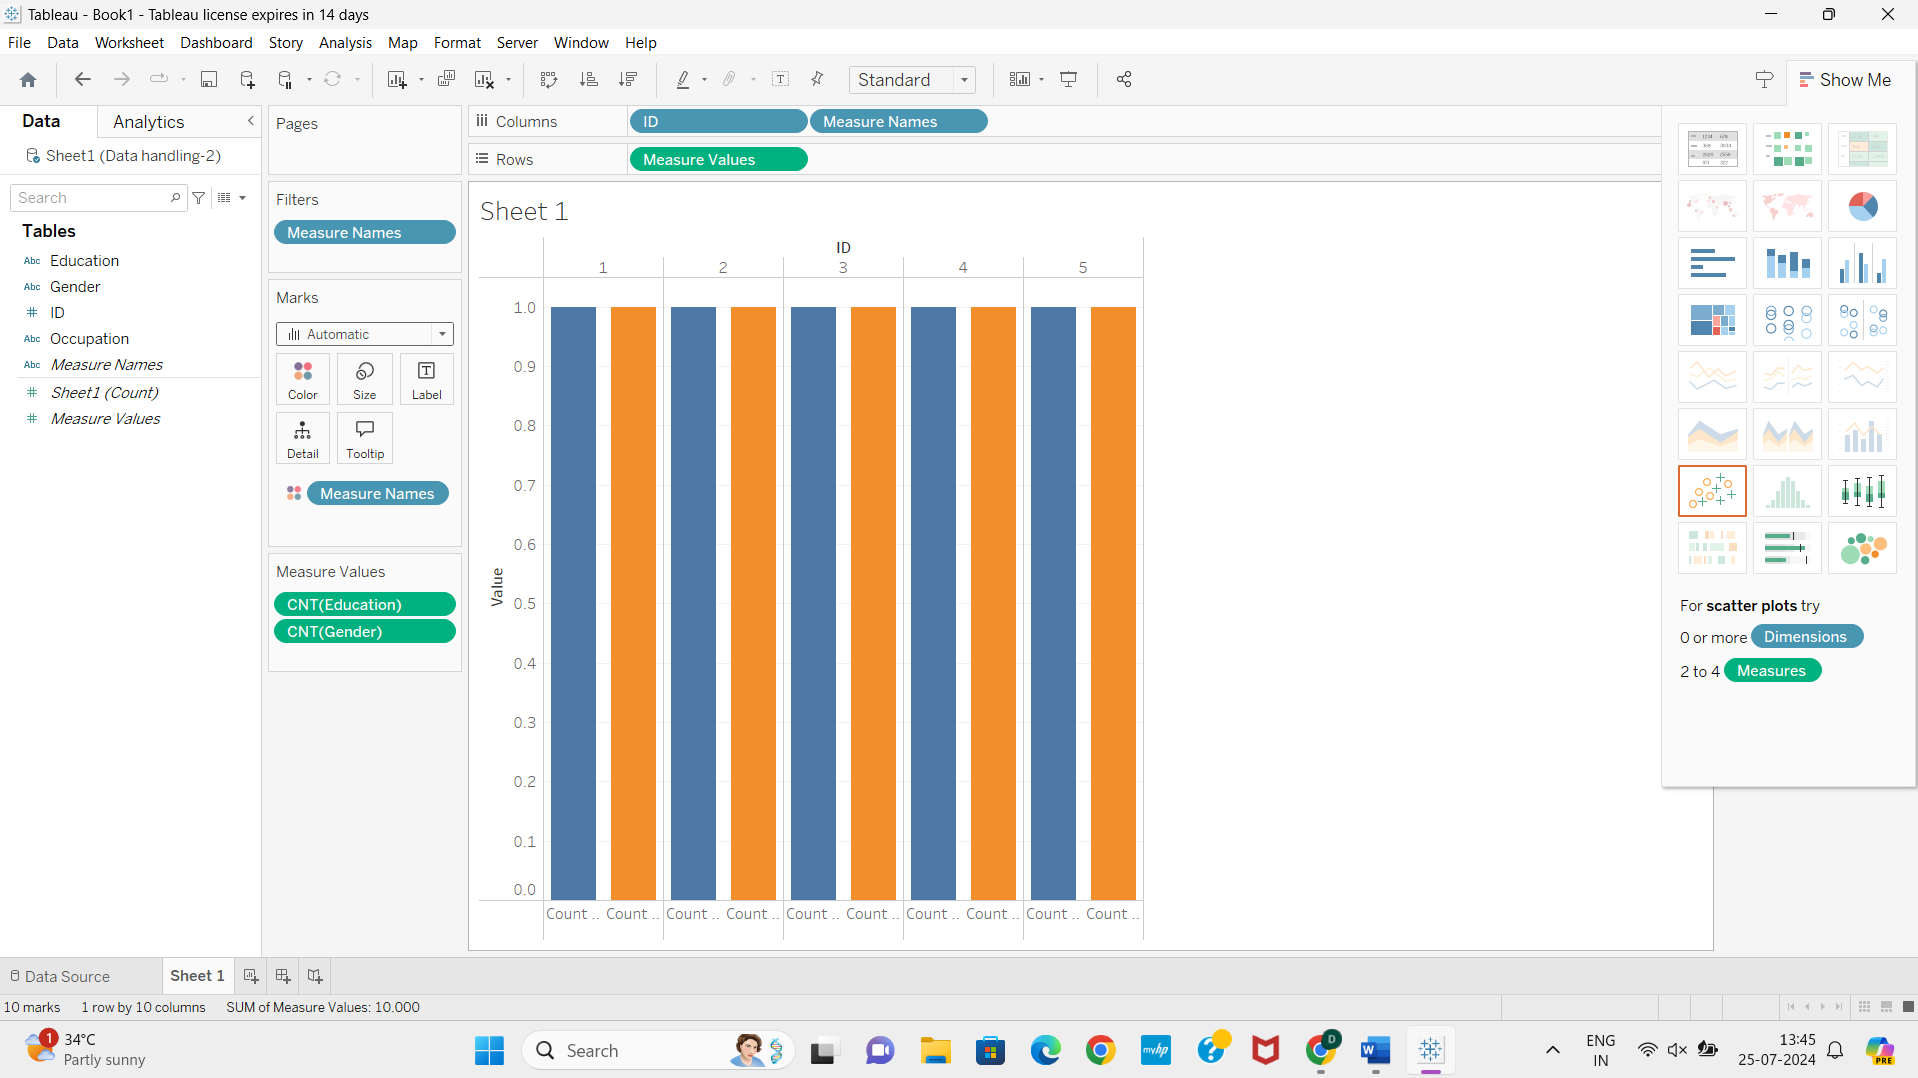 Tableau - Book1 - Tableau license expires in 14 days
File Data Worksheet Dashboard Story Analysis Map Format Server Window Help
Standard
Show Me
Data Analytics
Sheet1 (Data handling-2)
Search
Tables
Abc Education
Abc Gender
# ID
Abc Occupation
Abc Measure Names
# Sheet1 (Count)
# Measure Values
Pages
Filters
Measure Names
Marks
Automatic
Color Size Label
Detail Tooltip
Measure Names
Measure Values
CNT(Education)
CNT(Gender)
Columns ID Measure Names
Rows Measure Values
Sheet 1
ID
1 2 3 4 5
1.0
0.9
0.8
0.7
0.6
0.5
0.4
0.3
0.2
0.1
0.0
Value
Count .. Count .. Count .. Count .. Count .. Count .. Count .. Count .. Count .. Count ..
For scatter plots try
0 or more Dimensions
2 to 4 Measures
Data Source Sheet 1
10 marks 1 row by 10 columns SUM of Measure Values: 10.000
1
34°C
Partly sunny
Search
myhp
D
W
ENG
IN
13:45
25-07-2024
PRE